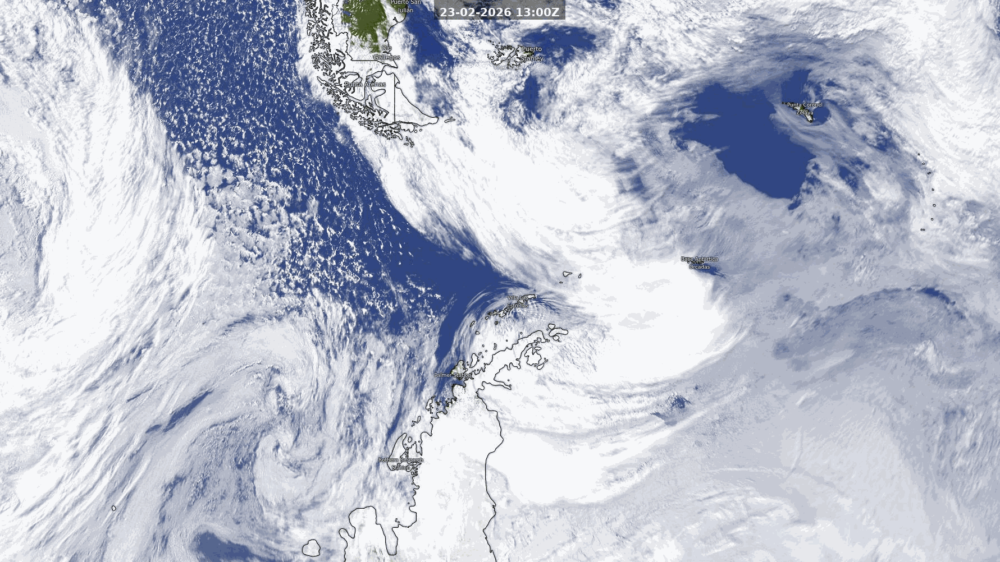 Puerto San
Julián
23-02-2026 13:00Z
Río
Gallegos
Puerto
Stanley
Punta Arenas
Punta Coronel
Zelaya
Base Antartica
Orcadas
Villa Las
Estrellas
Palmer Station
Rothera Research
Station